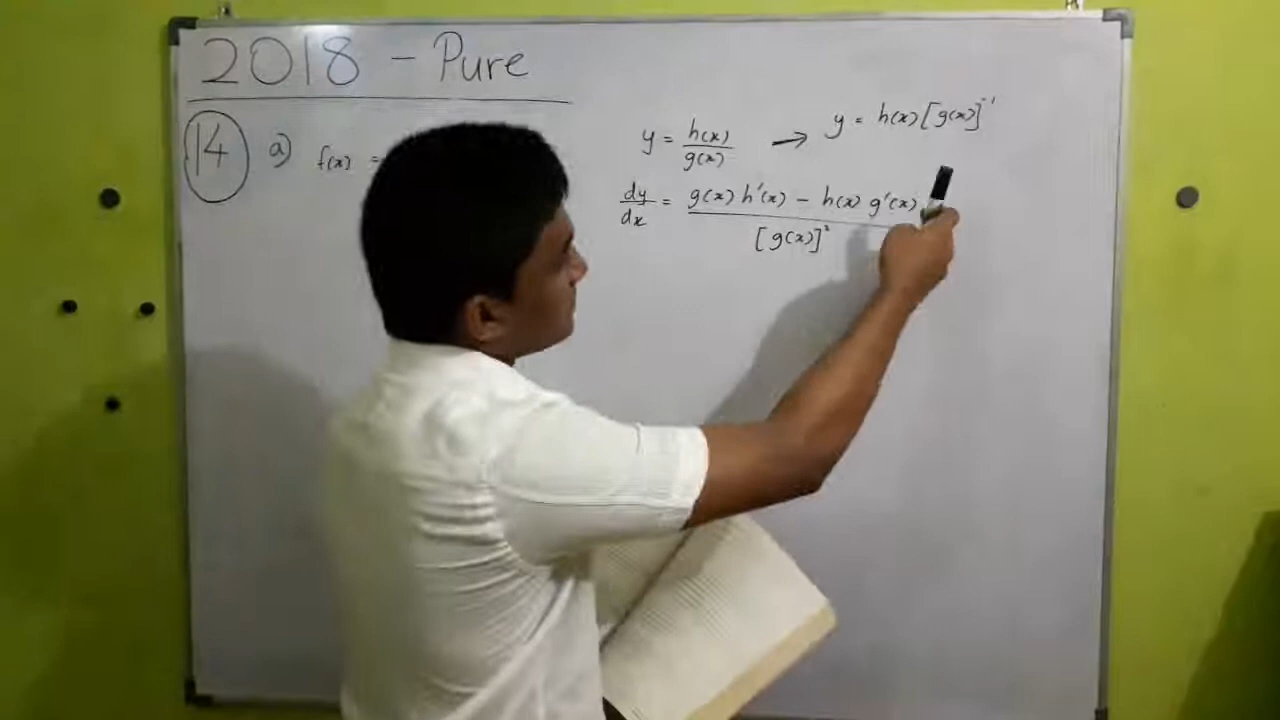 2018 - Pure
14 a) f(x) =
y = h(x)/g(x) → y = h(x)[g(x)]⁻¹
dy/dx = g(x) h'(x) - h(x) g'(x) / [g(x)]²